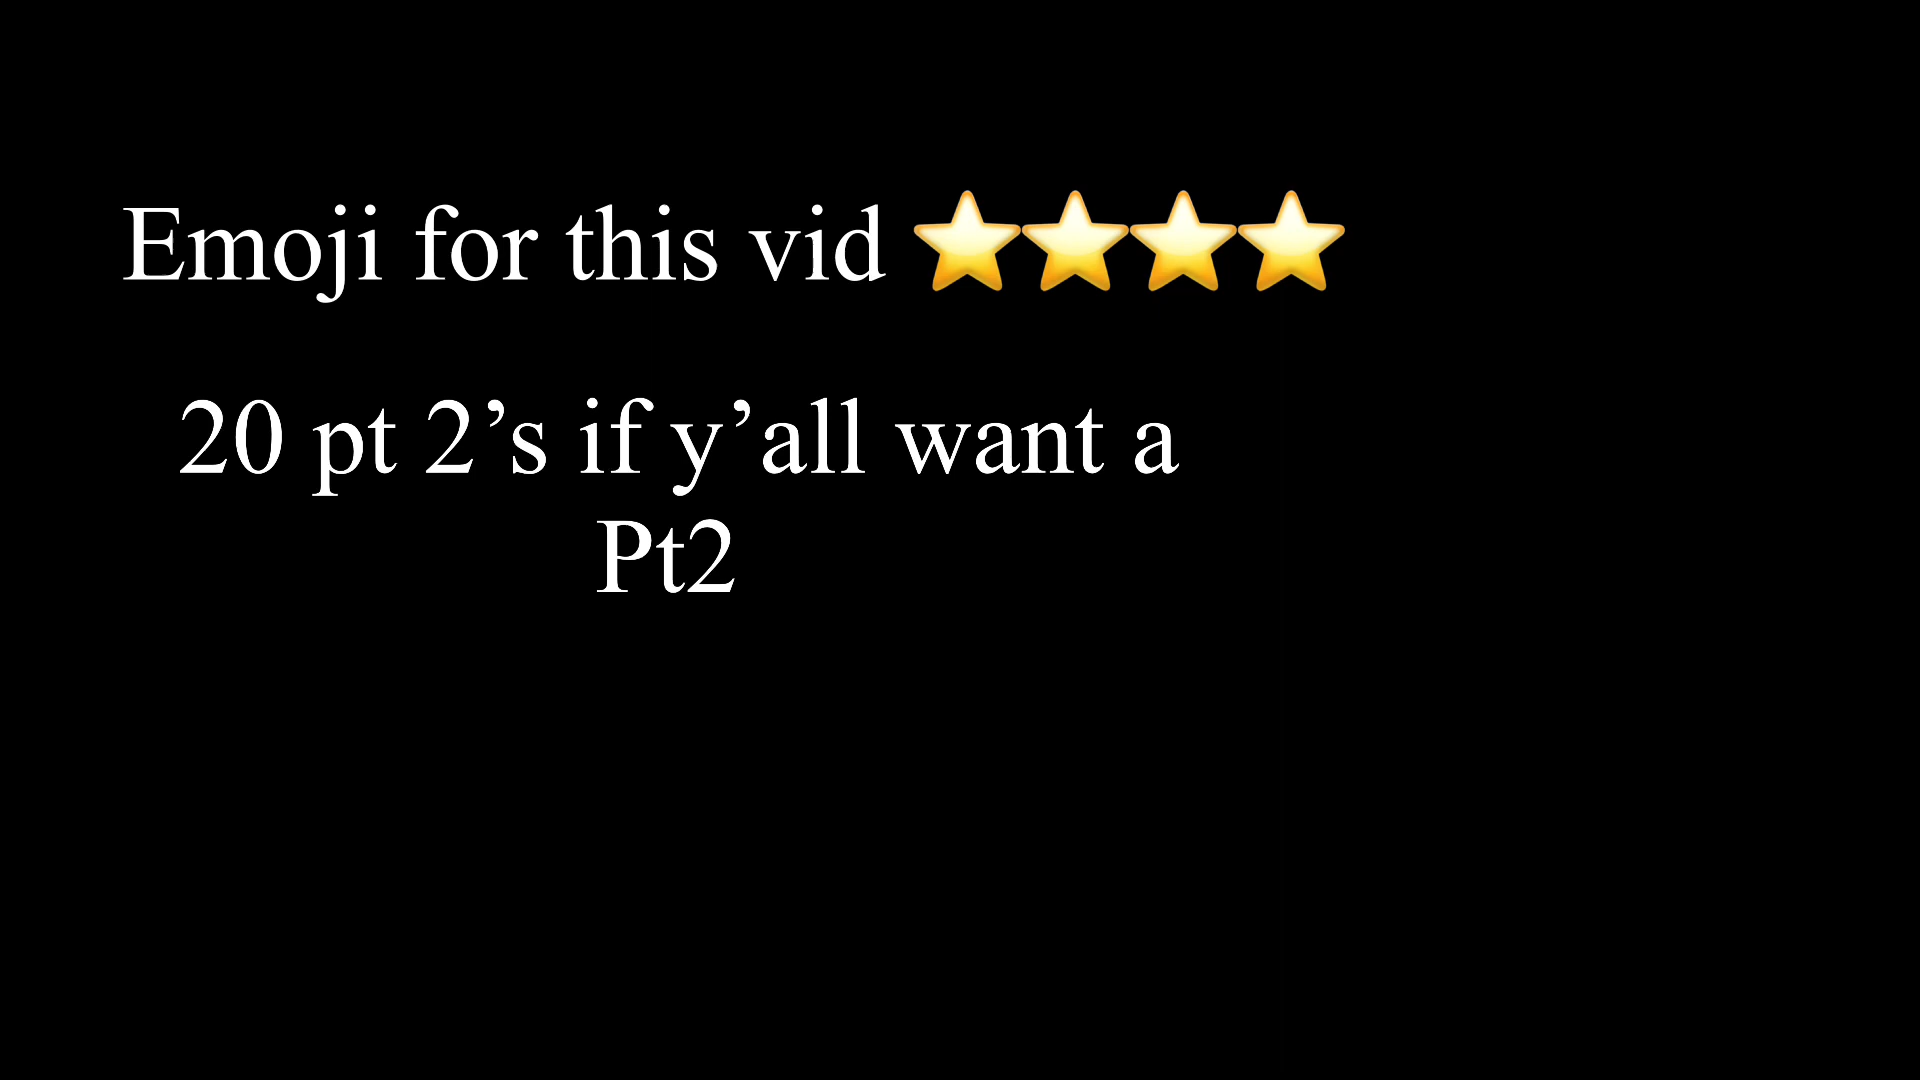 Emoji for this vid ⭐⭐⭐⭐
20 pt 2’s if y’all want a
Pt2